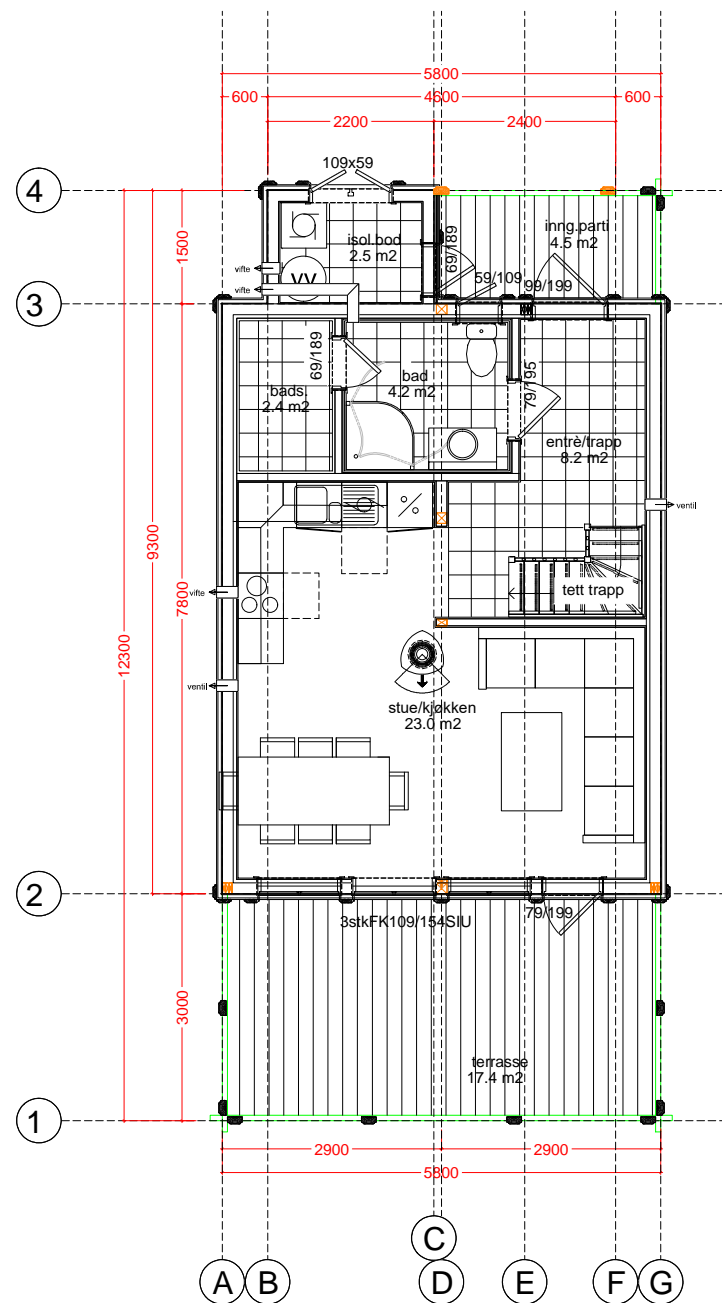 5800
600
4600
600
2200
2400
109x59
4
isol.bod
2.5 m2
VV
vifte
vifte
69/189
inng.parti
4.5 m2
59/109
99/199
1500
3
69/189
bads.
2.4 m2
bad
4.2 m2
79/195
entrè/trapp
8.2 m2
ventil
9300
12300
7800
vifte
ventil
tett trapp
stue/kjøkken
23.0 m2
2
3stkFK109/154SIU
79/199
3000
terrasse
17.4 m2
1
2900
2900
5800
C
A
B
D
E
F
G